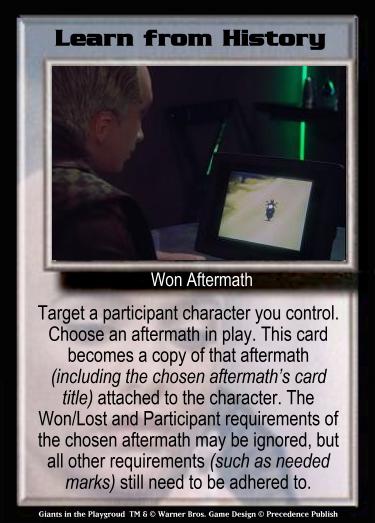 Learn from History
Won Aftermath
Target a participant character you control.
Choose an aftermath in play. This card
becomes a copy of that aftermath
(including the chosen aftermath's card
title) attached to the character. The
Won/Lost and Participant requirements of
the chosen aftermath may be ignored, but
all other requirements (such as needed
marks) still need to be adhered to.
Giants in the Playgroud TM & © Warner Bros. Game Design © Precedence Publish